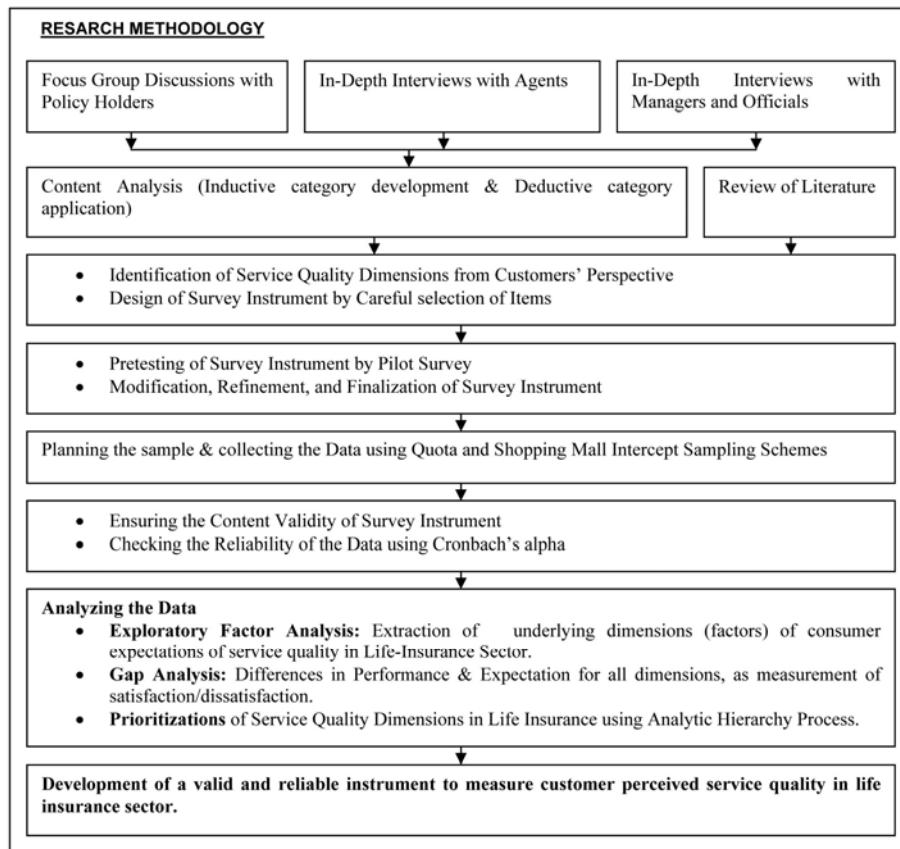 RESARCH METHODOLOGY
Focus Group Discussions with
Policy Holders
In-Depth Interviews with Agents
In-Depth Interviews with
Managers and Officials
Content Analysis (Inductive category development & Deductive category
application)
Review of Literature
• Identification of Service Quality Dimensions from Customers' Perspective
• Design of Survey Instrument by Careful selection of Items
• Pretesting of Survey Instrument by Pilot Survey
• Modification, Refinement, and Finalization of Survey Instrument
Planning the sample & collecting the Data using Quota and Shopping Mall Intercept Sampling Schemes
• Ensuring the Content Validity of Survey Instrument
• Checking the Reliability of the Data using Cronbach's alpha
Analyzing the Data
• Exploratory Factor Analysis: Extraction of underlying dimensions (factors) of consumer
expectations of service quality in Life-Insurance Sector.
• Gap Analysis: Differences in Performance & Expectation for all dimensions, as measurement of
satisfaction/dissatisfaction.
• Prioritizations of Service Quality Dimensions in Life Insurance using Analytic Hierarchy Process.
Development of a valid and reliable instrument to measure customer perceived service quality in life
insurance sector.